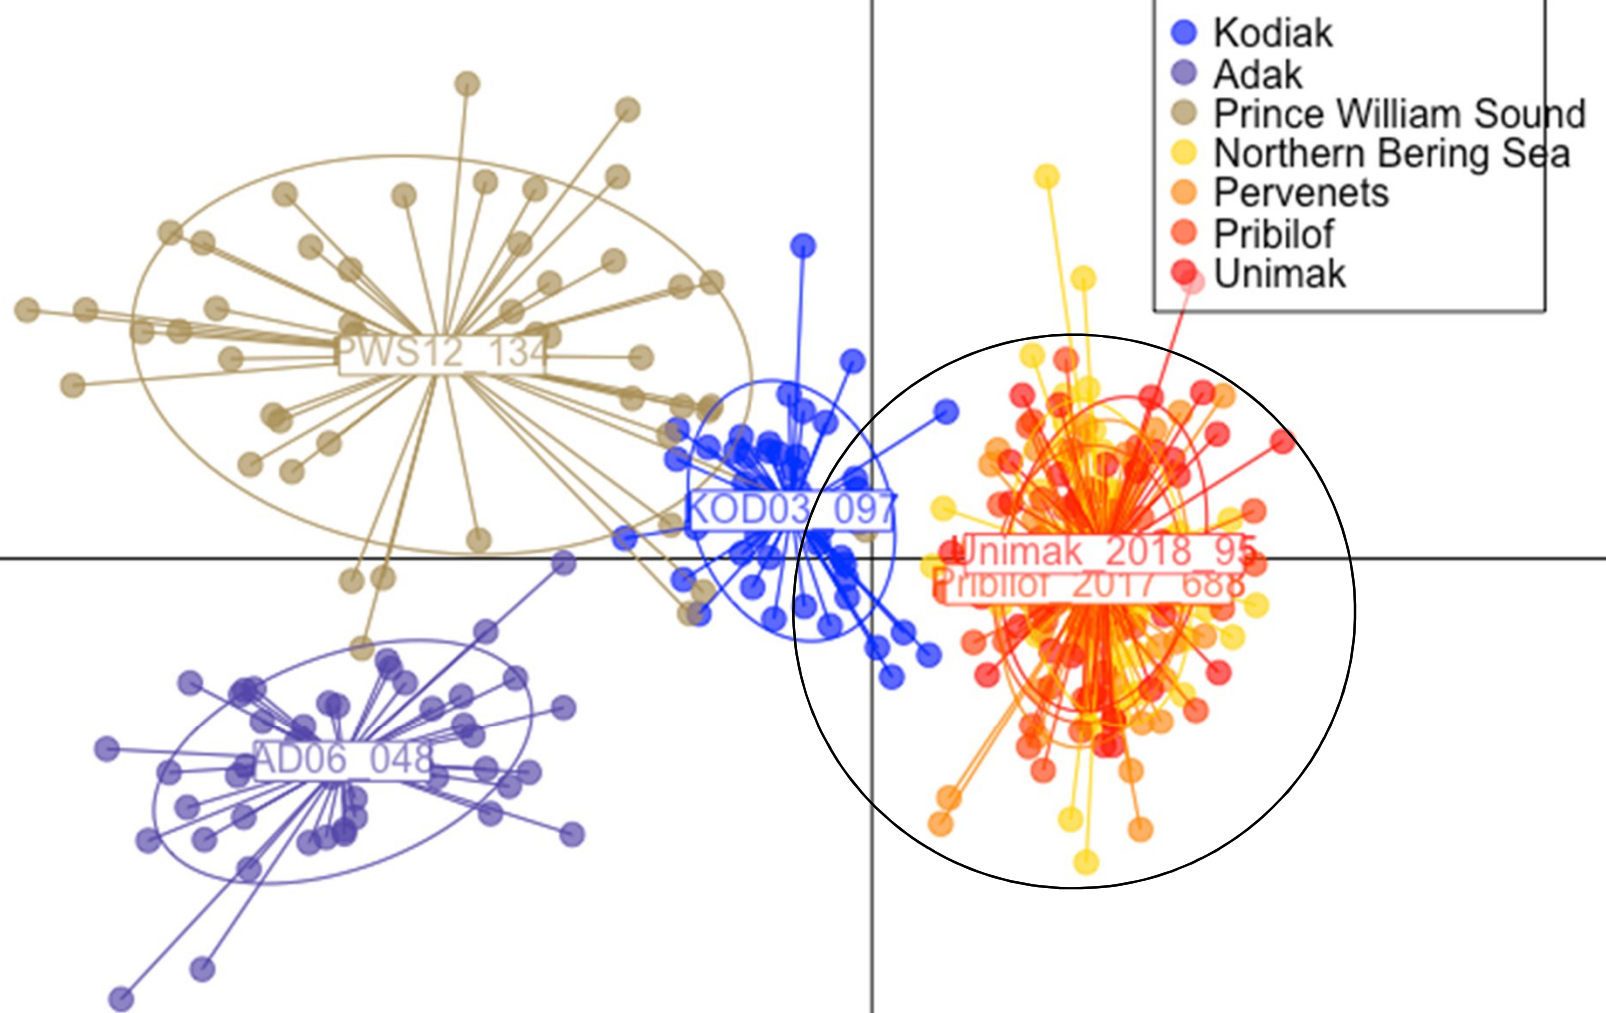 Kodiak
Adak
Prince William Sound
Northern Bering Sea
Pervenets
Pribilof
Unimak
PWS12_134
KOD03_097
Unimak_2018_95
Pribilof_2017_688
AD06_048